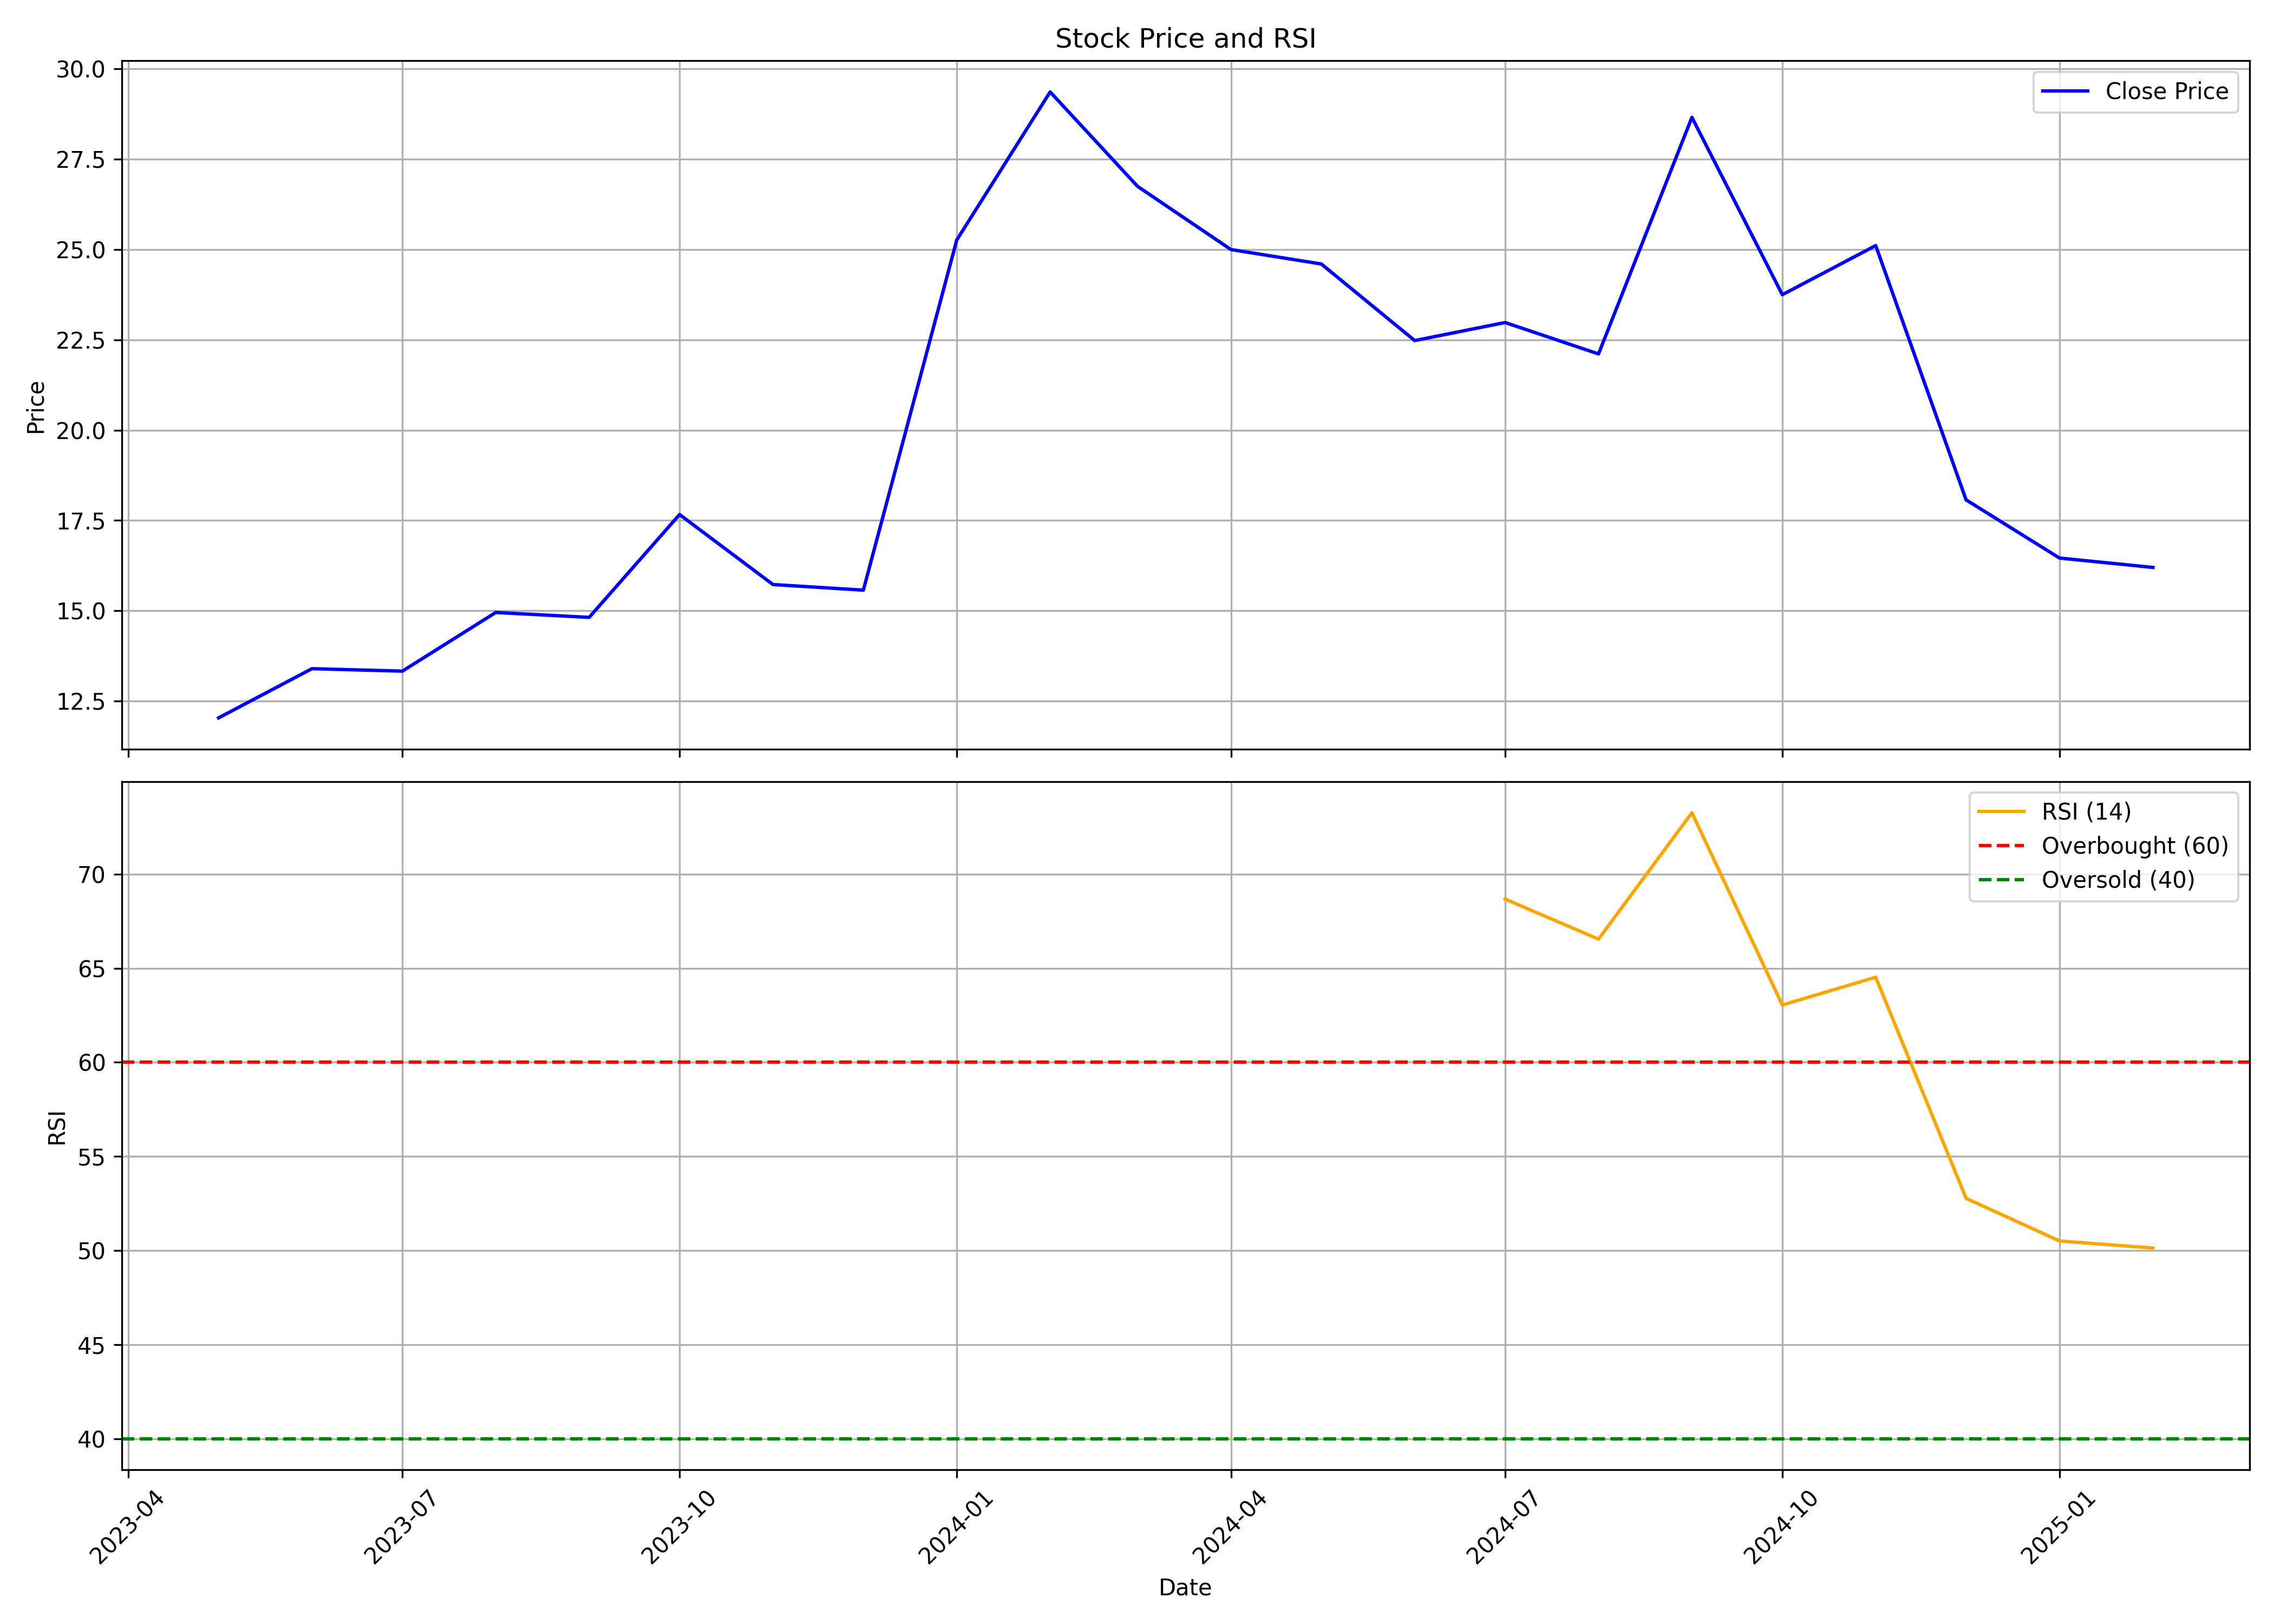 Stock Price and RSI
30.0
27.5
25.0
22.5
20.0
17.5
15.0
12.5
Price
Close Price
70
65
60
55
50
45
40
RSI
RSI (14)
Overbought (60)
Oversold (40)
2023-04
2023-07
2023-10
2024-01
2024-04
2024-07
2024-10
2025-01
Date